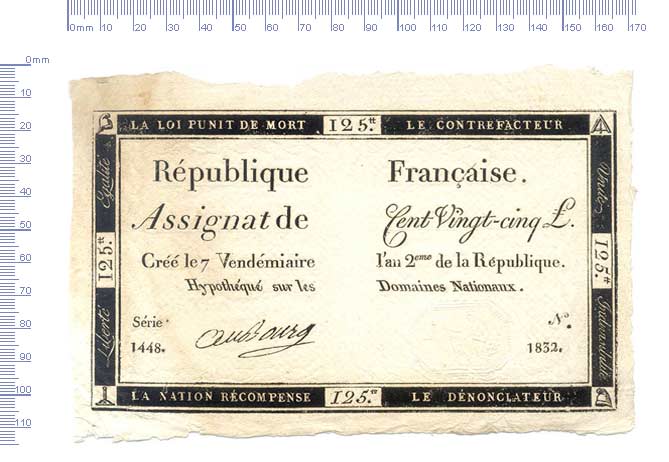 0mm 10 20 30 40 50 60 70 80 90 100 110 120 130 140 150 160 170
0mm
10
20
30
40
50
60
70
80
90
100
110
LA LOI PUNIT DE MORT 125.tt LE CONTREFACTEUR
Egalité
Unité
République Française.
Assignat de Cent Vingt-cinq £.
125.tt
125.tt
Créé le 7 Vendémiaire l'an 2eme de la République.
Hypothéqué sur les Domaines Nationaux.
Liberté
Indivisibilité
Série N°.
1448. Aubourg 1832.
LA NATION RÉCOMPENSE 125.tt LE DÉNONCLATEUR